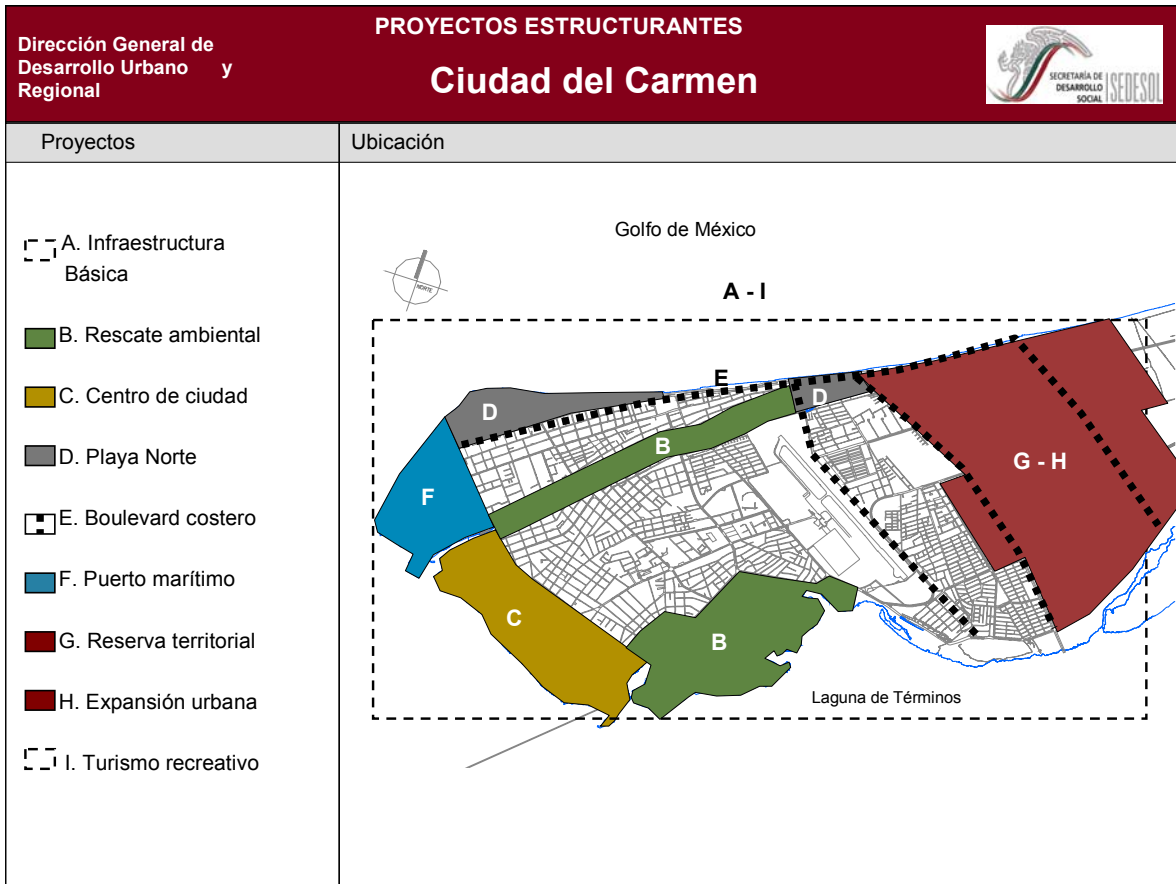 Dirección General de
Desarrollo Urbano y
Regional
PROYECTOS ESTRUCTURANTES
Ciudad del Carmen
SECRETARÍA DE
DESARROLLO
SOCIAL
SEDESOL
Proyectos
Ubicación
A. Infraestructura
Básica
B. Rescate ambiental
C. Centro de ciudad
D. Playa Norte
E. Boulevard costero
F. Puerto marítimo
G. Reserva territorial
H. Expansión urbana
I. Turismo recreativo
Golfo de México
NORTE
A - I
E
D
D
B
G - H
F
C
B
Laguna de Términos